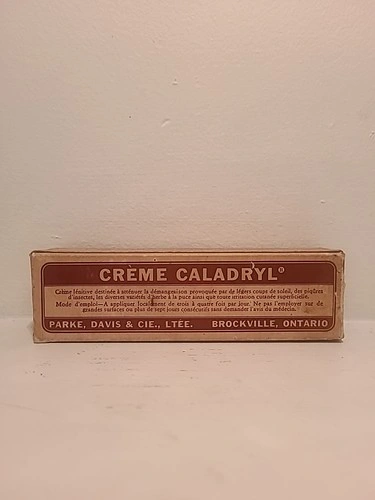 CRÈME CALADRYL®
Crème lénitive destinée à atténuer la démangeaison provoquée par de légers coups de soleil, des piqûres
d'insectes, les diverses variétés d'herbe à la puce ainsi que toute irritation cutanée superficielle.
Mode d'emploi—A appliquer localement de trois à quatre fois par jour. Ne pas l'employer sur de
grandes surfaces ou plus de sept jours consécutifs sans demander l'avis du médecin.
PARKE, DAVIS & CIE., LTÉE. BROCKVILLE, ONTARIO